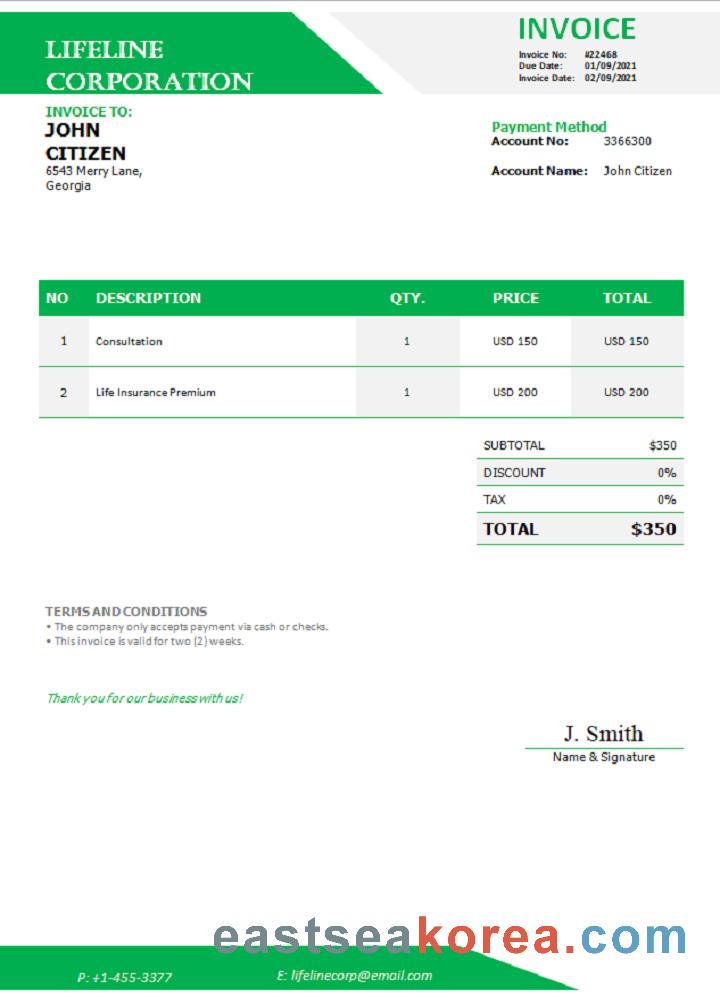 LIFELINE
CORPORATION
INVOICE
Invoice No: #22468
Due Date: 01/09/2021
Invoice Date: 02/09/2021
INVOICE TO:
JOHN
CITIZEN
6543 Merry Lane,
Georgia
Payment Method
Account No: 3366300
Account Name: John Citizen
NO DESCRIPTION QTY. PRICE TOTAL
1 Consultation 1 USD 150 USD 150
2 Life Insurance Premium 1 USD 200 USD 200
SUBTOTAL $350
DISCOUNT 0%
TAX 0%
TOTAL $350
TERMS AND CONDITIONS
• The company only accepts payment via cash or checks.
• This invoice is valid for two (2) weeks.
Thank you for our business with us!
J. Smith
Name & Signature
eastseakorea.com
P: +1-455-3377 E: lifelinecorp@email.com